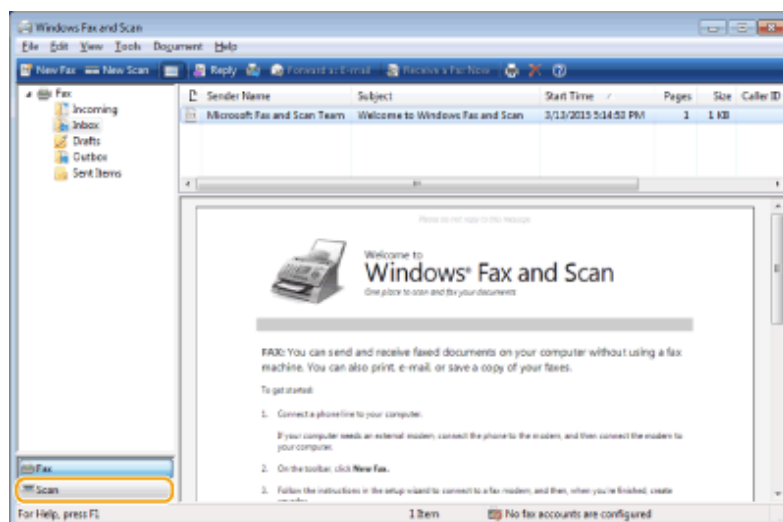 Windows Fax and Scan
File Edit View Tools Document Help
New Fax New Scan Reply Forward as E-mail Receive a Fax Now
Fax
Incoming
Inbox
Drafts
Outbox
Sent Items
Sender Name Subject Start Time Pages Size Caller ID
Microsoft Fax and Scan Team Welcome to Windows Fax and Scan 3/13/2015 5:14:53 PM 1 1 KB
Please do not reply to this message.
Welcome to
Windows® Fax and Scan
One place to scan and fax your documents
FAX: You can send and receive faxed documents on your computer without using a fax
machine. You can also print, e-mail, or save a copy of your faxes.
To get started:
1. Connect a phone line to your computer.
If your computer needs an external modem, connect the phone to the modem, and then connect the modem to
your computer.
2. On the toolbar, click New Fax.
3. Follow the instructions in the setup wizard to connect to a fax modem, and then, when you're finished, create
Fax
Scan
For Help, press F1 1 Item No fax accounts are configured